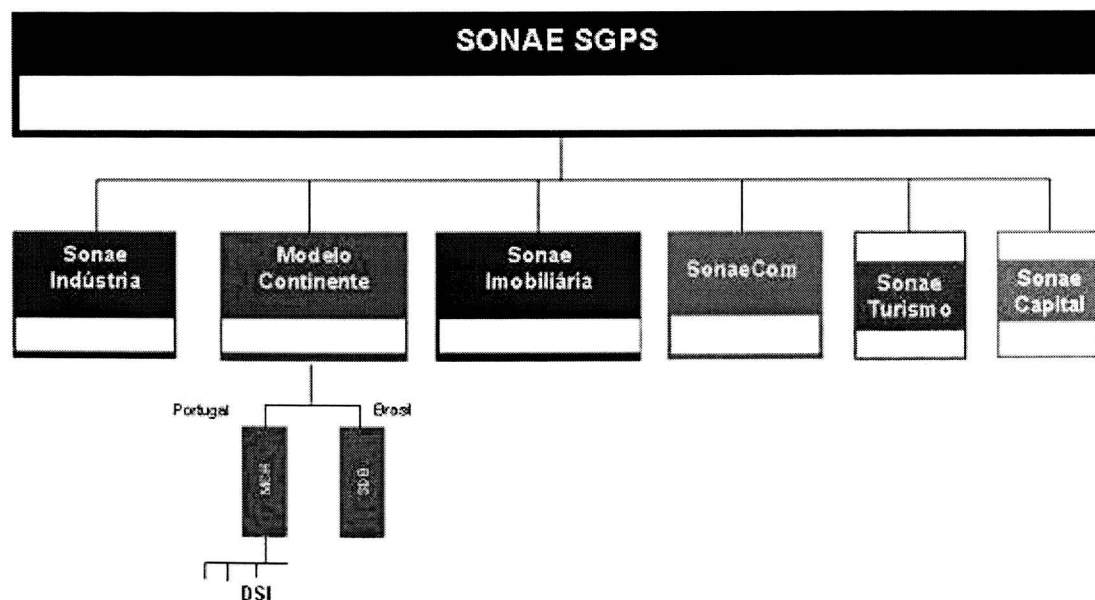 SONAE SGPS
Sonae
Indústria
Modelo
Continente
Sonae
Imobiliária
SonaeCom
Sonae
Turismo
Sonae
Capital
Portugal
Brasil
DSI